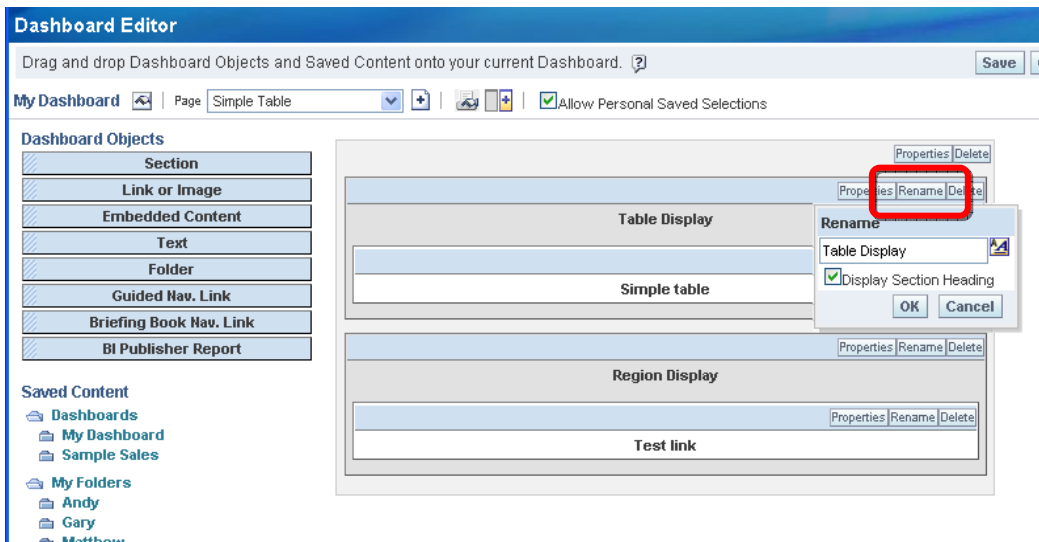 Dashboard Editor
Drag and drop Dashboard Objects and Saved Content onto your current Dashboard. ?
Save
My Dashboard | Page Simple Table | Allow Personal Saved Selections
Dashboard Objects
Section
Link or Image
Embedded Content
Text
Folder
Guided Nav. Link
Briefing Book Nav. Link
BI Publisher Report
Saved Content
Dashboards
My Dashboard
Sample Sales
My Folders
Andy
Gary
Matthow
Properties Delete
Properties Rename Delete
Table Display
Simple table
Rename
Table Display
Display Section Heading
OK Cancel
Properties Rename Delete
Region Display
Properties Rename Delete
Test link